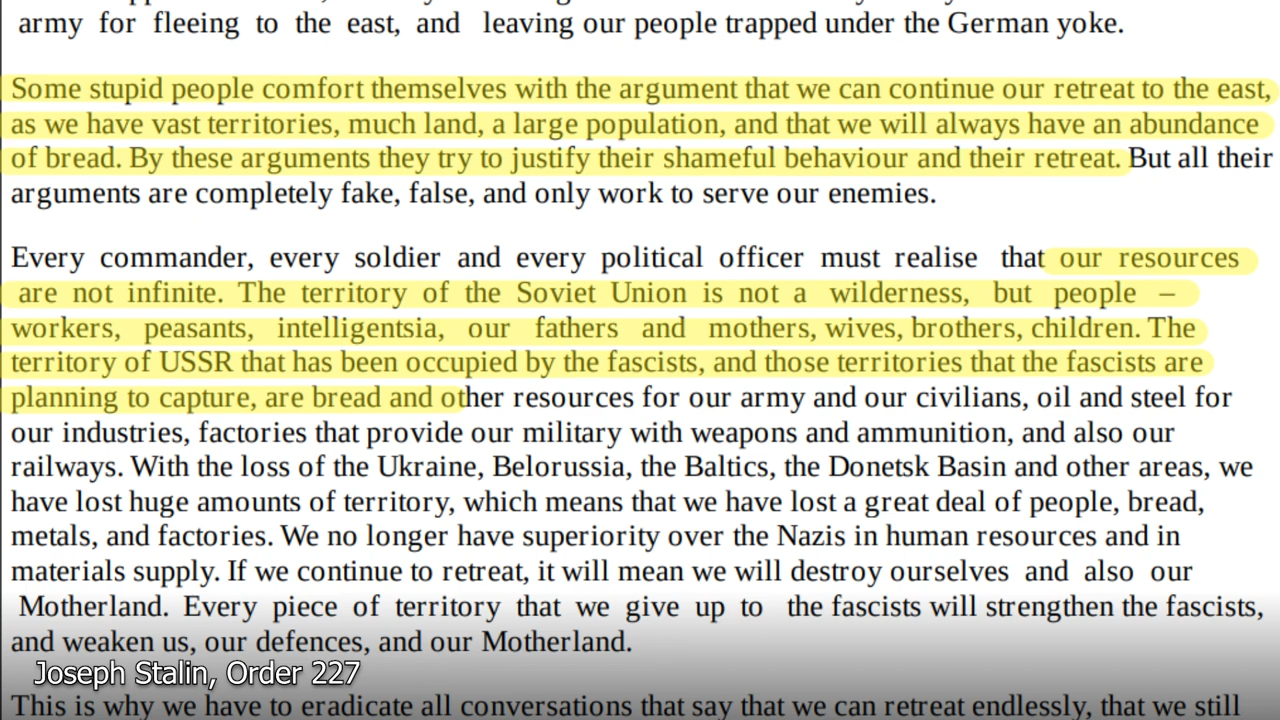 army for fleeing to the east, and leaving our people trapped under the German yoke.
Some stupid people comfort themselves with the argument that we can continue our retreat to the east,
as we have vast territories, much land, a large population, and that we will always have an abundance
of bread. By these arguments they try to justify their shameful behaviour and their retreat. But all their
arguments are completely fake, false, and only work to serve our enemies.
Every commander, every soldier and every political officer must realise that our resources
are not infinite. The territory of the Soviet Union is not a wilderness, but people –
workers, peasants, intelligentsia, our fathers and mothers, wives, brothers, children. The
territory of USSR that has been occupied by the fascists, and those territories that the fascists are
planning to capture, are bread and other resources for our army and our civilians, oil and steel for
our industries, factories that provide our military with weapons and ammunition, and also our
railways. With the loss of the Ukraine, Belorussia, the Baltics, the Donetsk Basin and other areas, we
have lost huge amounts of territory, which means that we have lost a great deal of people, bread,
metals, and factories. We no longer have superiority over the Nazis in human resources and in
materials supply. If we continue to retreat, it will mean we will destroy ourselves and also our
Motherland. Every piece of territory that we give up to the fascists will strengthen the fascists,
and weaken us, our defences, and our Motherland.
Joseph Stalin, Order 227
This is why we have to eradicate all conversations that say that we can retreat endlessly, that we still